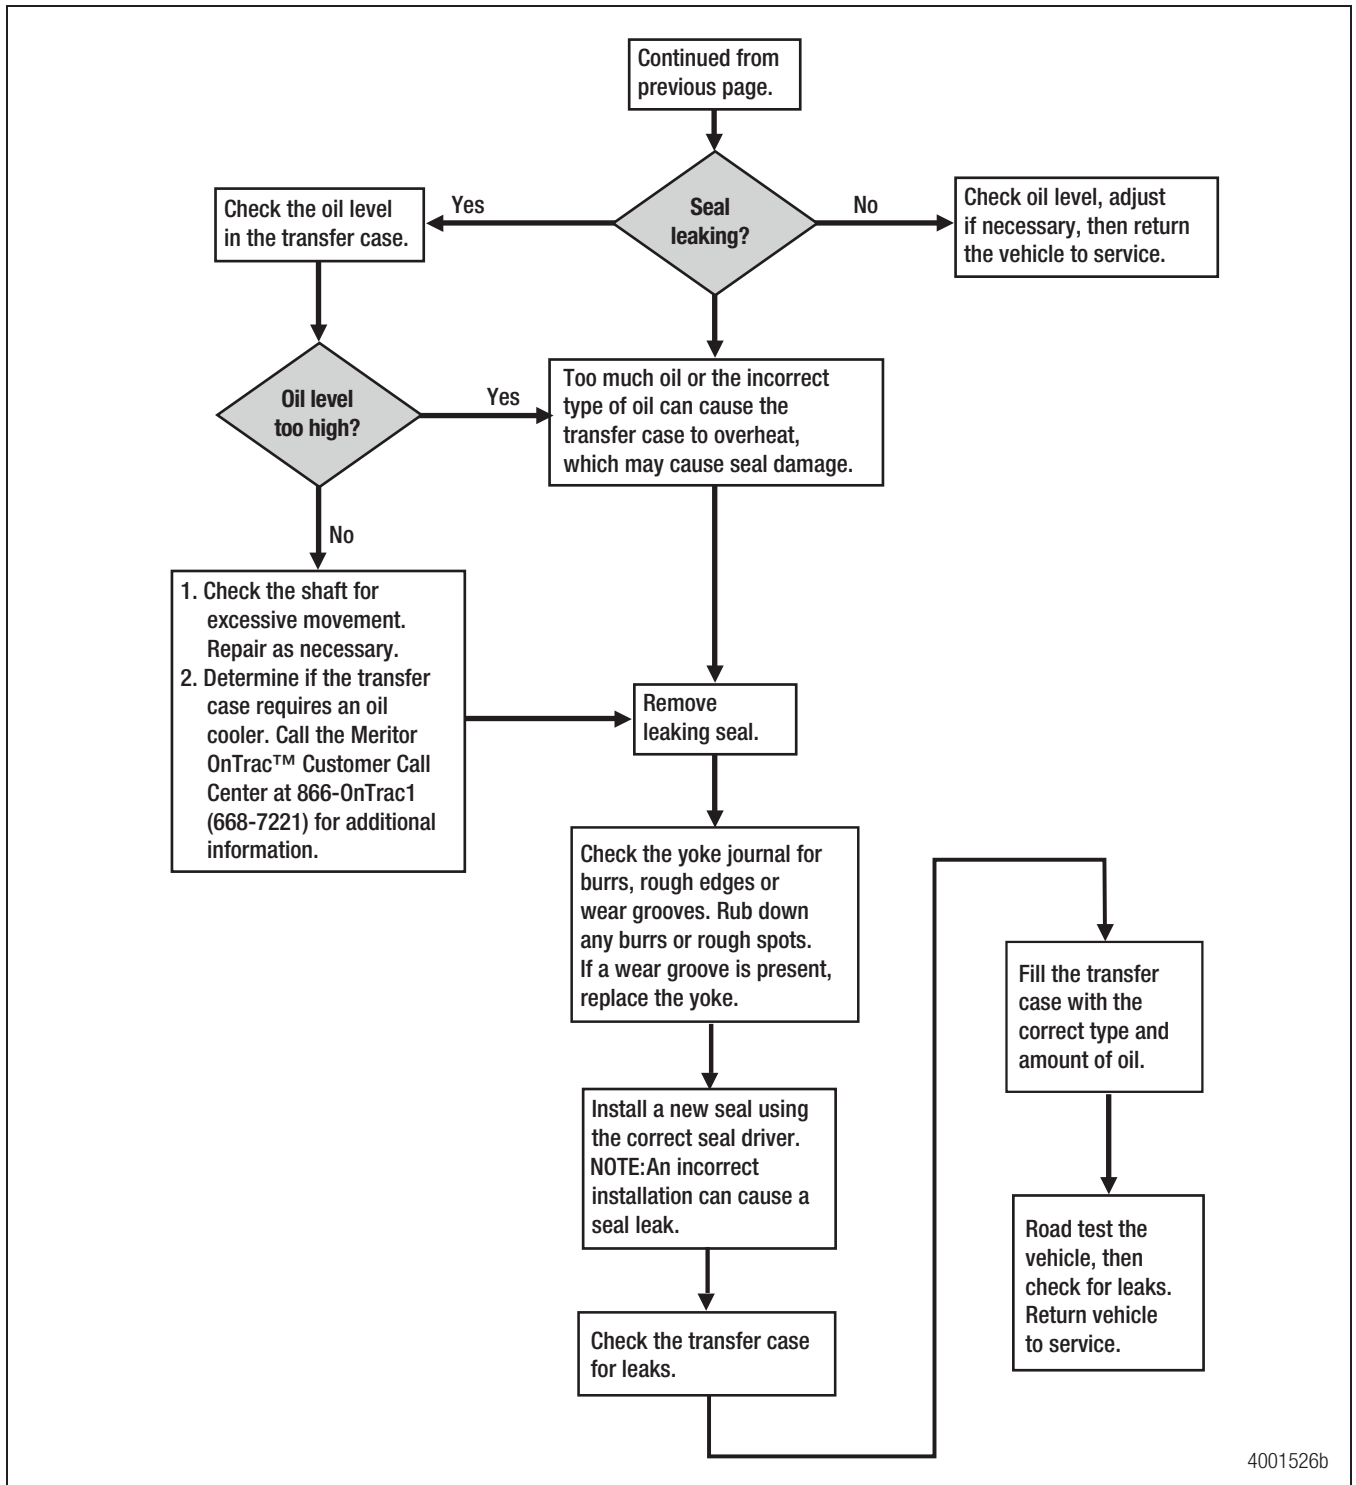 Continued from
previous page.
Seal
leaking?
Yes
No
Check the oil level
in the transfer case.
Check oil level, adjust
if necessary, then return
the vehicle to service.
Oil level
too high?
Yes
No
Too much oil or the incorrect
type of oil can cause the
transfer case to overheat,
which may cause seal damage.
1. Check the shaft for
excessive movement.
Repair as necessary.
2. Determine if the transfer
case requires an oil
cooler. Call the Meritor
OnTrac™ Customer Call
Center at 866-OnTrac1
(668-7221) for additional
information.
Remove
leaking seal.
Check the yoke journal for
burrs, rough edges or
wear grooves. Rub down
any burrs or rough spots.
If a wear groove is present,
replace the yoke.
Install a new seal using
the correct seal driver.
NOTE:An incorrect
installation can cause a
seal leak.
Check the transfer case
for leaks.
Fill the transfer
case with the
correct type and
amount of oil.
Road test the
vehicle, then
check for leaks.
Return vehicle
to service.
4001526b